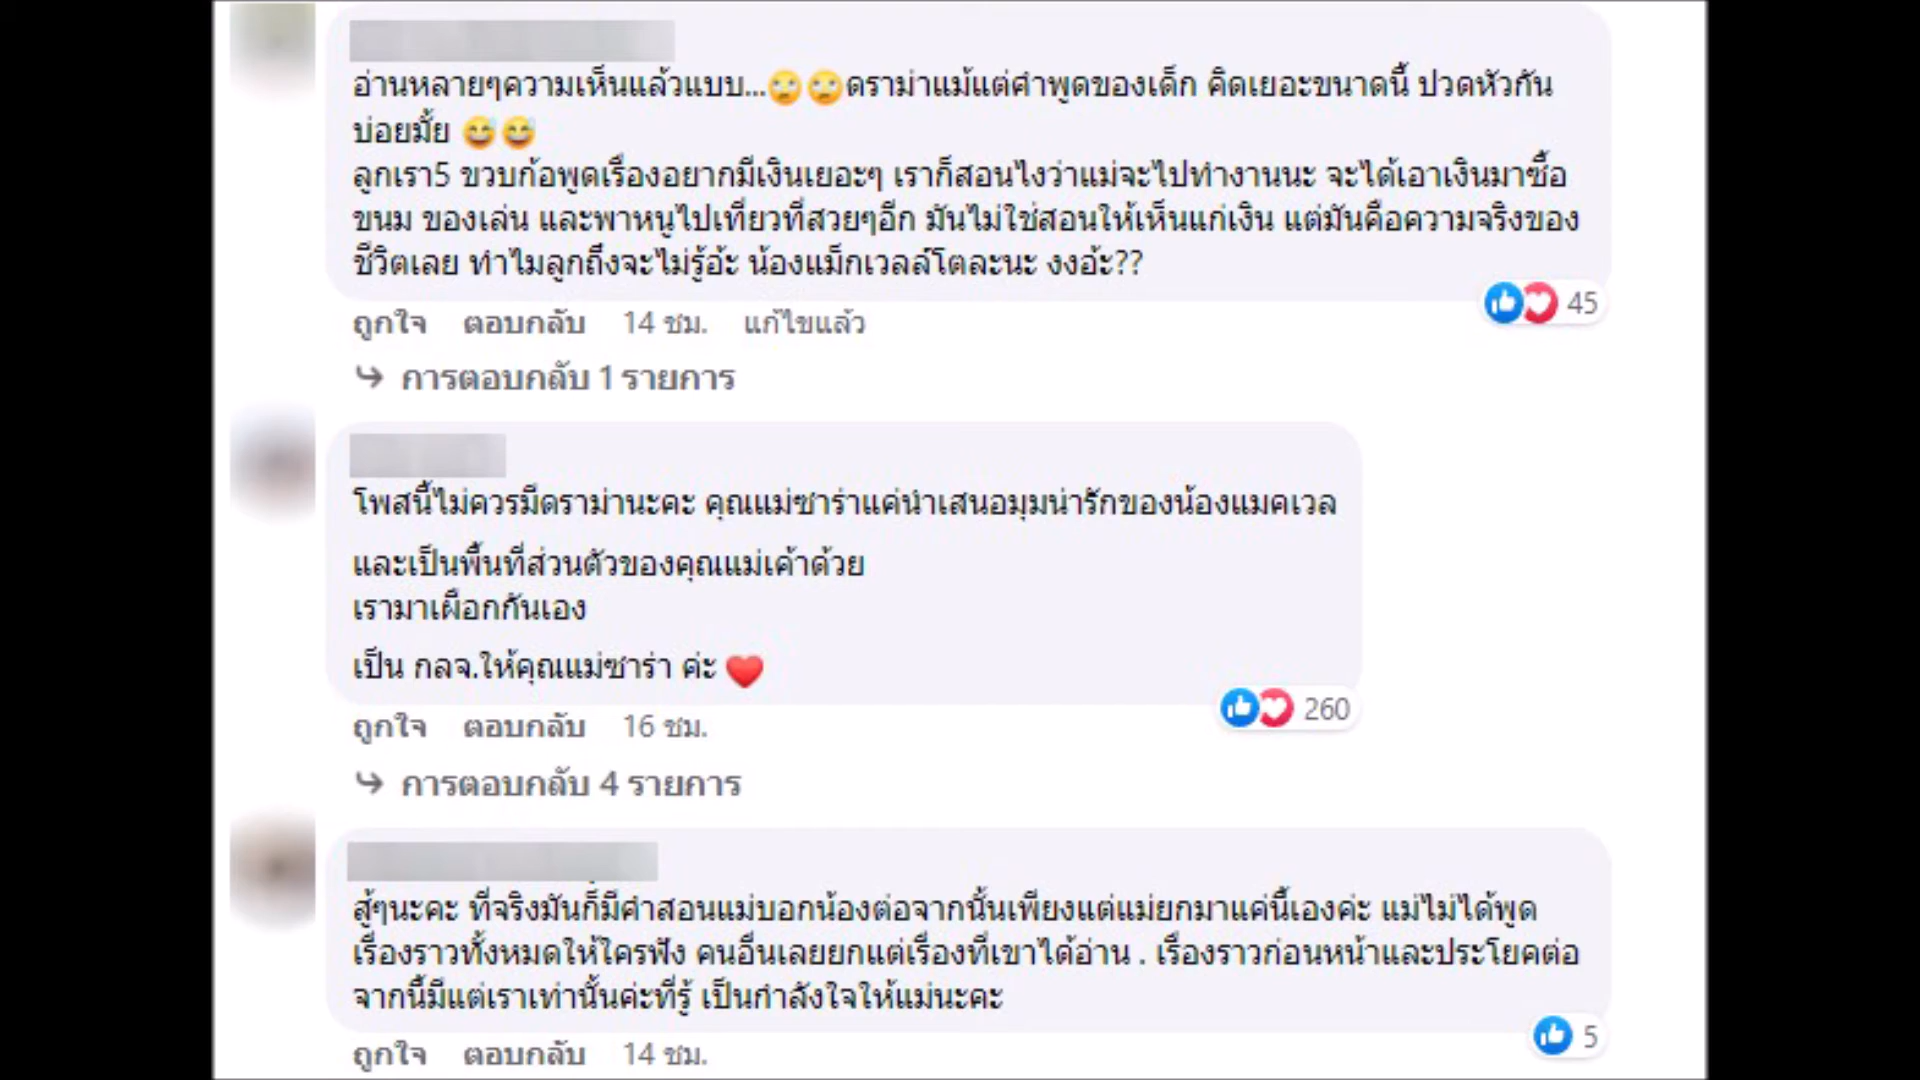 อ่านหลายๆความเห็นแล้วแบบ...🙄🙄ดราม่าแม้แต่คำพูดของเด็ก คิดเยอะขนาดนี้ ปวดหัวกัน
บ่อยมั้ย 😅😅
ลูกเรา5 ขวบก้อพูดเรื่องอยากมีเงินเยอะๆ เราก็สอนไงว่าแม่จะไปทำงานนะ จะได้เอาเงินมาซื้อ
ขนม ของเล่น และพาหนูไปเที่ยวที่สวยๆอีก มันไม่ใช่สอนให้เห็นแก่เงิน แต่มันคือความจริงของ
ชีวิตเลย ทำไมลูกถึงจะไม่รู้อ้ะ น้องแม็กเวลล์โตละนะ งงอ้ะ??
45
ถูกใจ ตอบกลับ 14 ชม. แก้ไขแล้ว
การตอบกลับ 1 รายการ
โพสนี้ไม่ควรมีดราม่านะคะ คุณแม่ซาร่าแค่นำเสนอมุมน่ารักของน้องแมคเวล
และเป็นพื้นที่ส่วนตัวของคุณแม่เค้าด้วย
เรามาเผือกกันเอง
เป็น กลจ.ให้คุณแม่ซาร่า ค่ะ ❤️
260
ถูกใจ ตอบกลับ 16 ชม.
การตอบกลับ 4 รายการ
สู้ๆนะคะ ที่จริงมันก็มีคำสอนแม่บอกน้องต่อจากนั้นเพียงแต่แม่ยกมาแค่นี้เองค่ะ แม่ไม่ได้พูด
เรื่องราวทั้งหมดให้ใครฟัง คนอื่นเลยยกแต่เรื่องที่เขาได้อ่าน . เรื่องราวก่อนหน้าและประโยคต่อ
จากนี้มีแต่เราเท่านั้นค่ะที่รู้ เป็นกำลังใจให้แม่นะคะ
5
ถูกใจ ตอบกลับ 14 ชม.